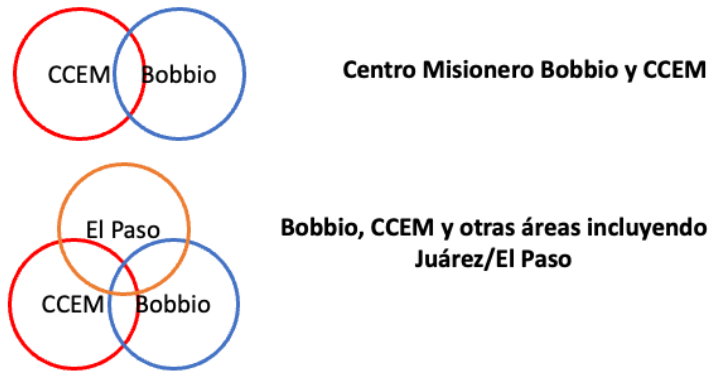 CCEM Bobbio
Centro Misionero Bobbio y CCEM
El Paso
Bobbio, CCEM y otras áreas incluyendo
Juárez/El Paso
CCEM Bobbio